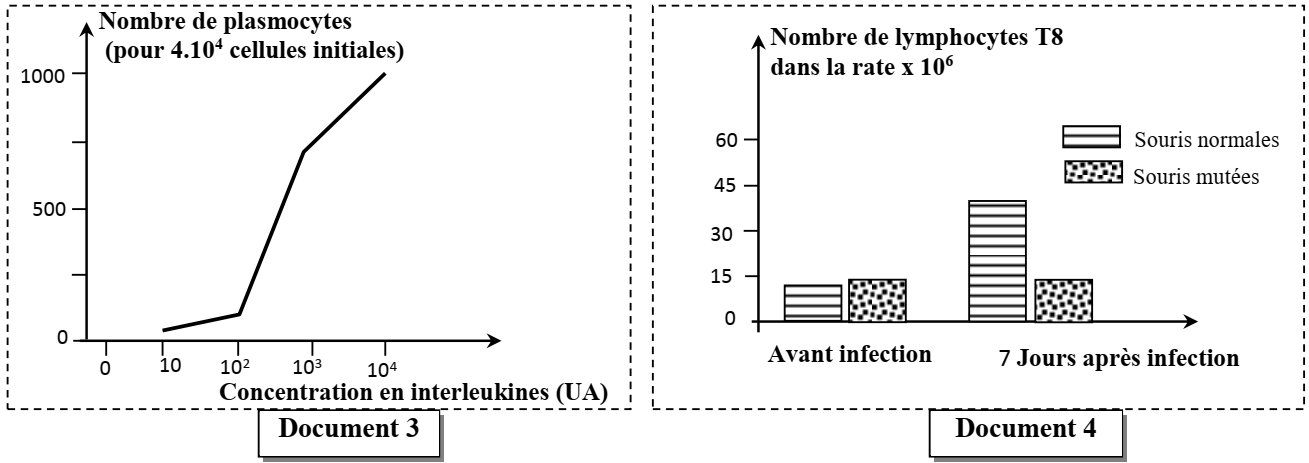 Nombre de plasmocytes
(pour 4.10⁴ cellules initiales)
1000
500
0
0
10
10²
10³
10⁴
Concentration en interleukines (UA)
Document 3
Nombre de lymphocytes T8
dans la rate x 10⁶
60
45
30
15
0
Souris normales
Souris mutées
Avant infection
7 Jours après infection
Document 4